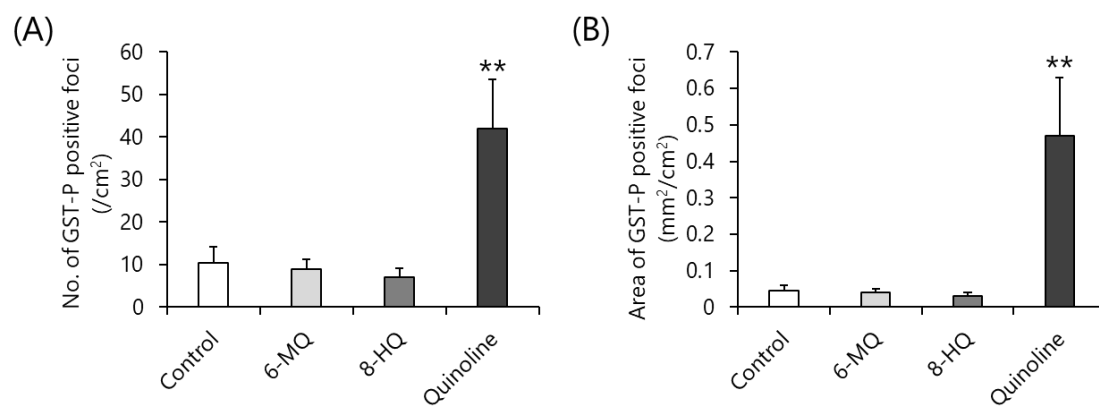 (A)
No. of GST-P positive foci
(/cm²)
60
50
40
30
20
10
0
**
Control
6-MQ
8-HQ
Quinoline
(B)
Area of GST-P positive foci
(mm²/cm²)
0.7
0.6
0.5
0.4
0.3
0.2
0.1
0
**
Control
6-MQ
8-HQ
Quinoline